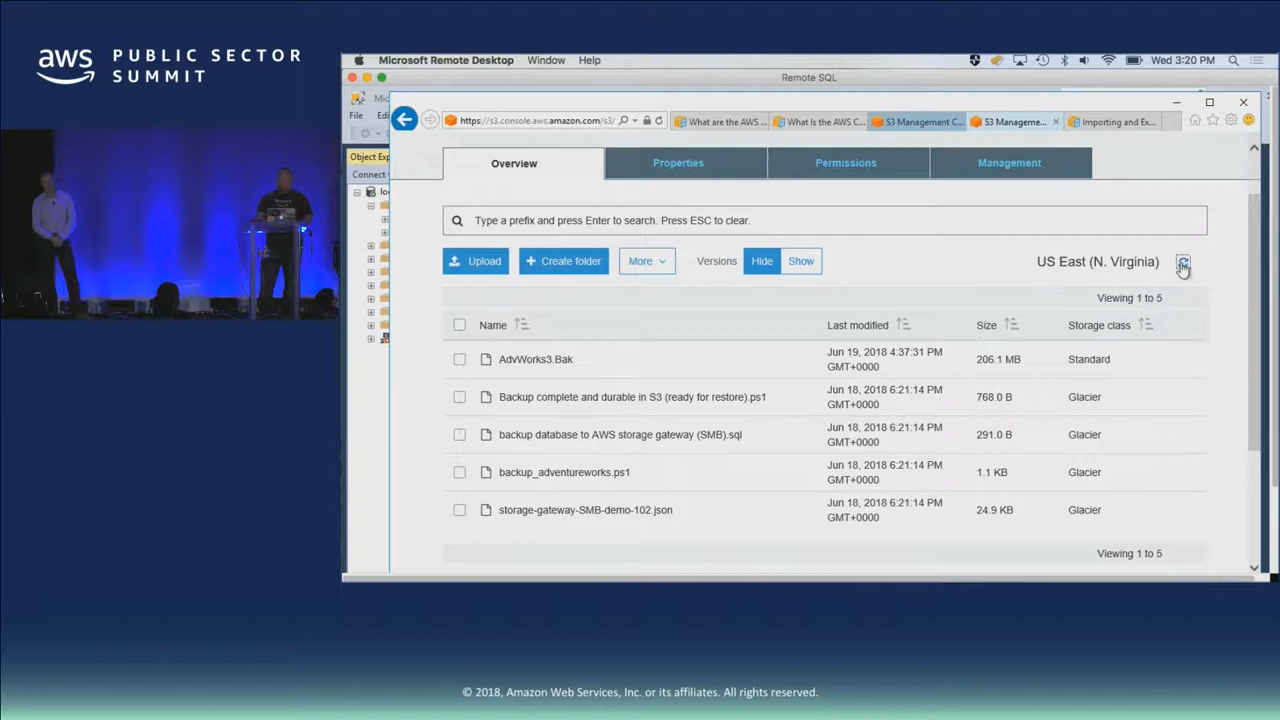 aws PUBLIC SECTOR
SUMMIT
Microsoft Remote Desktop Window Help
Wed 3:20 PM
Remote SQL
Mic
File Edi
https://s3.console.aws.amazon.com/s3/
What are the AWS ...
What Is the AWS C...
S3 Management C...
S3 Manageme...
Importing and Ex...
Object Exp
Connect
lo
Overview
Properties
Permissions
Management
Type a prefix and press Enter to search. Press ESC to clear.
Upload
+ Create folder
More
Versions
Hide
Show
US East (N. Virginia)
Viewing 1 to 5
Name Last modified Size Storage class
AdvWorks3.Bak Jun 19, 2018 4:37:31 PM GMT+0000 206.1 MB Standard
Backup complete and durable in S3 (ready for restore).ps1 Jun 18, 2018 6:21:14 PM GMT+0000 768.0 B Glacier
backup database to AWS storage gateway (SMB).sql Jun 18, 2018 6:21:14 PM GMT+0000 291.0 B Glacier
backup_adventureworks.ps1 Jun 18, 2018 6:21:14 PM GMT+0000 1.1 KB Glacier
storage-gateway-SMB-demo-102.json Jun 18, 2018 6:21:14 PM GMT+0000 24.9 KB Glacier
Viewing 1 to 5
© 2018, Amazon Web Services, Inc. or its affiliates. All rights reserved.